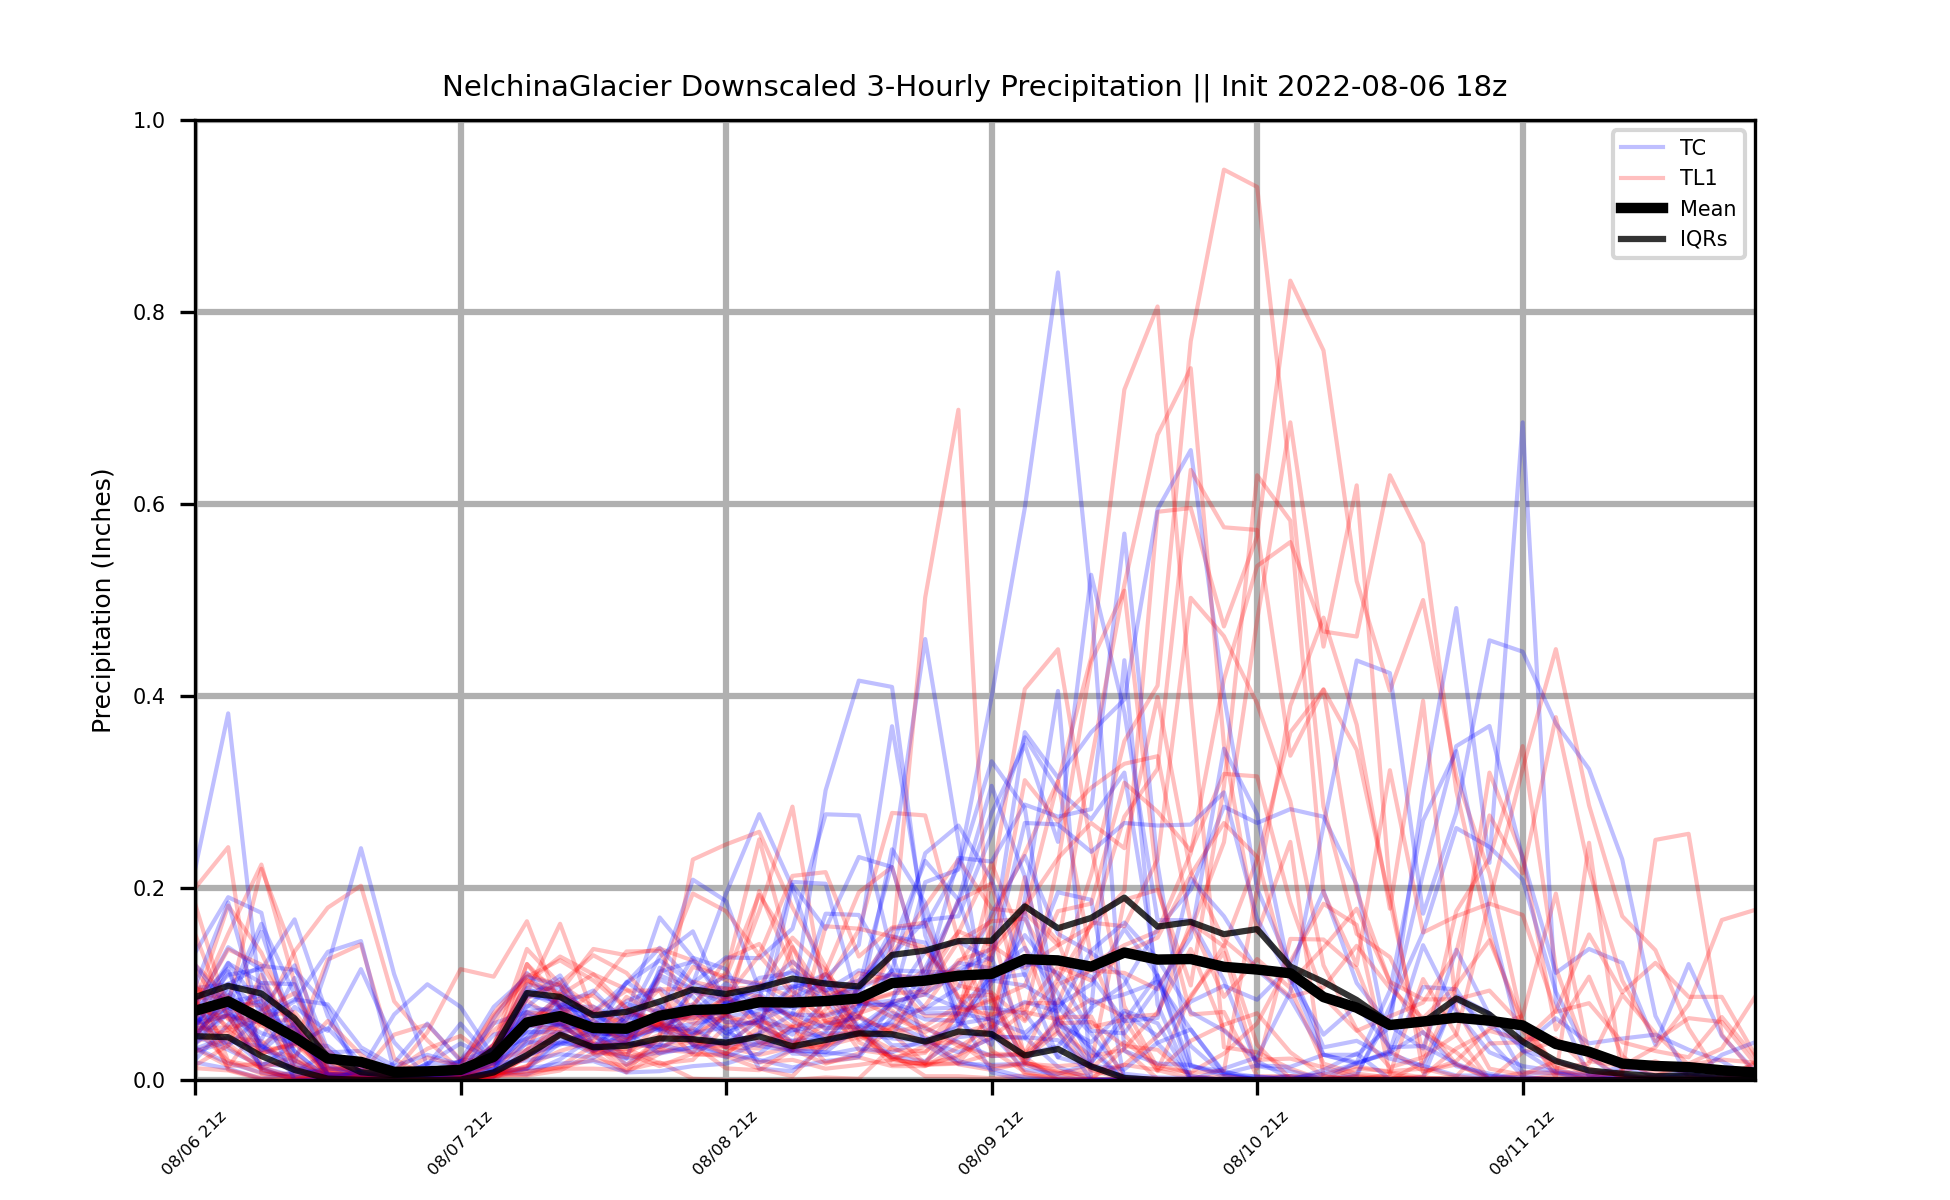 NelchinaGlacier Downscaled 3-Hourly Precipitation || Init 2022-08-06 18z
TC
TL1
Mean
IQRs
Precipitation (Inches)
1.0
0.8
0.6
0.4
0.2
0.0
08/06 21z
08/07 21z
08/08 21z
08/09 21z
08/10 21z
08/11 21z